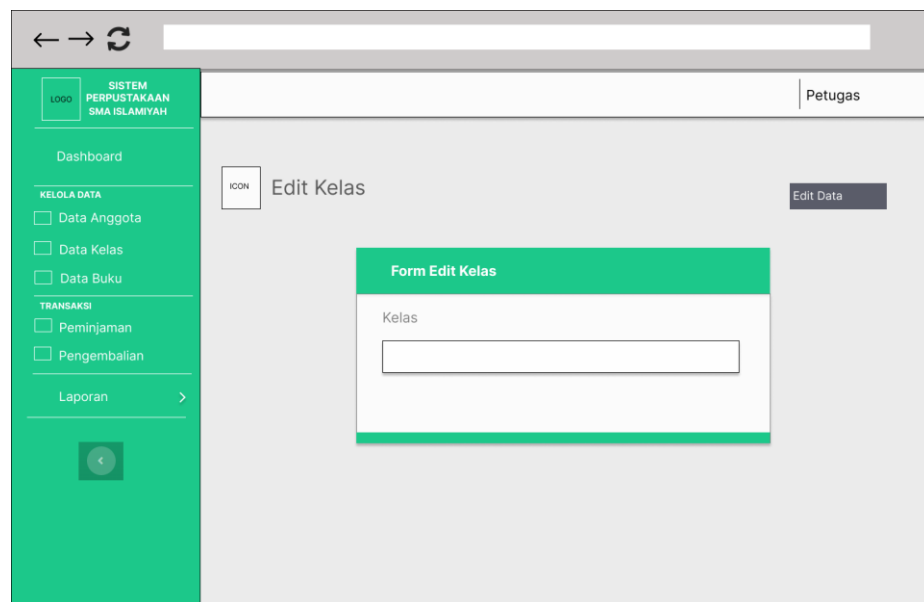 SISTEM
LOGO PERPUSTAKAAN
SMA ISLAMIYAH
Petugas
Dashboard
ICON Edit Kelas
Edit Data
KELOLA DATA
Data Anggota
Data Kelas
Data Buku
TRANSAKSI
Peminjaman
Pengembalian
Laporan
Form Edit Kelas
Kelas